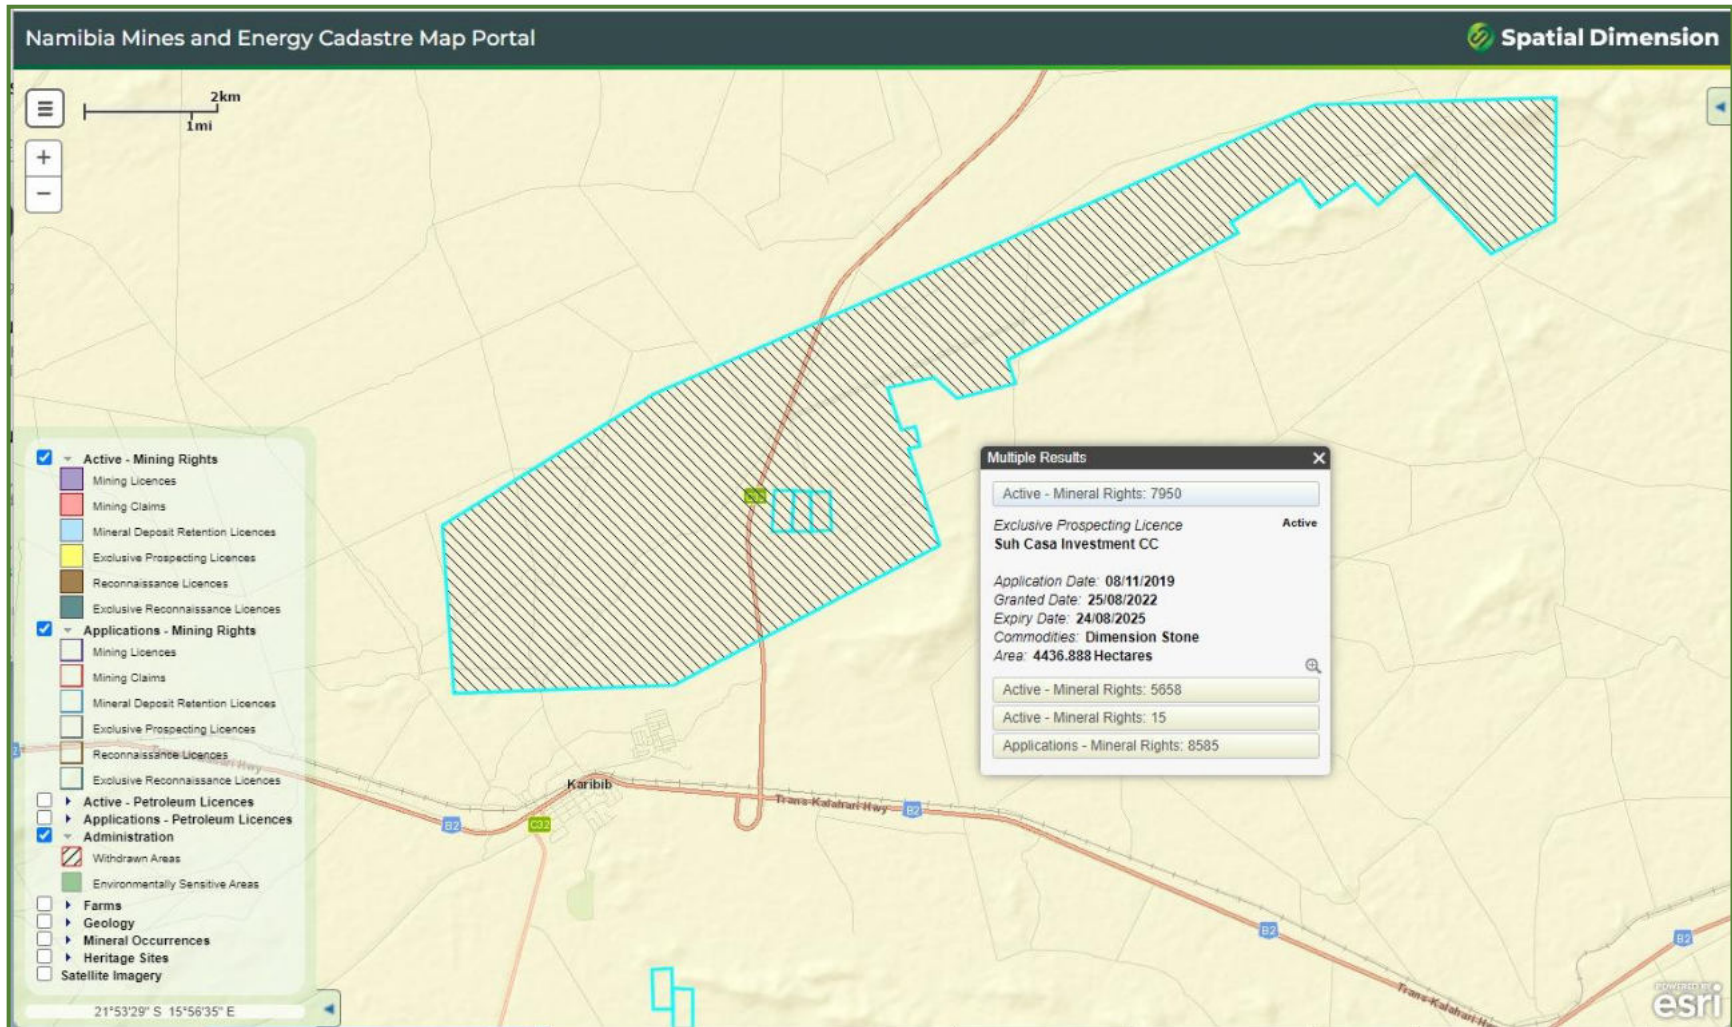 Namibia Mines and Energy Cadastre Map Portal
Spatial Dimension
2km
1mi
+
−
Active - Mining Rights
Mining Licences
Mining Claims
Mineral Deposit Retention Licences
Exclusive Prospecting Licences
Reconnaissance Licences
Exclusive Reconnaissance Licences
Applications - Mining Rights
Mining Licences
Mining Claims
Mineral Deposit Retention Licences
Exclusive Prospecting Licences
Reconnaissance Licences
Exclusive Reconnaissance Licences
Active - Petroleum Licences
Applications - Petroleum Licences
Administration
Withdrawn Areas
Environmentally Sensitive Areas
Farms
Geology
Mineral Occurrences
Heritage Sites
Satellite Imagery
21°53'29" S 15°56'35" E
Multiple Results
Active - Mineral Rights: 7950
Exclusive Prospecting Licence Active
Suh Casa Investment CC
Application Date: 08/11/2019
Granted Date: 25/08/2022
Expiry Date: 24/08/2025
Commodities: Dimension Stone
Area: 4436.888 Hectares
Active - Mineral Rights: 5658
Active - Mineral Rights: 15
Applications - Mineral Rights: 8585
Karibib
Trans Kalahari Hwy
B2
B2
C32
B2
B2
POWERED BY
esri